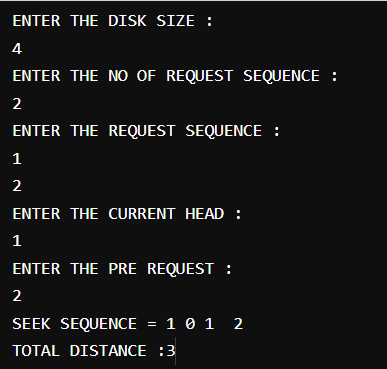 ENTER THE DISK SIZE :
4
ENTER THE NO OF REQUEST SEQUENCE :
2
ENTER THE REQUEST SEQUENCE :
1
2
ENTER THE CURRENT HEAD :
1
ENTER THE PRE REQUEST :
2
SEEK SEQUENCE = 1 0 1  2
TOTAL DISTANCE :3